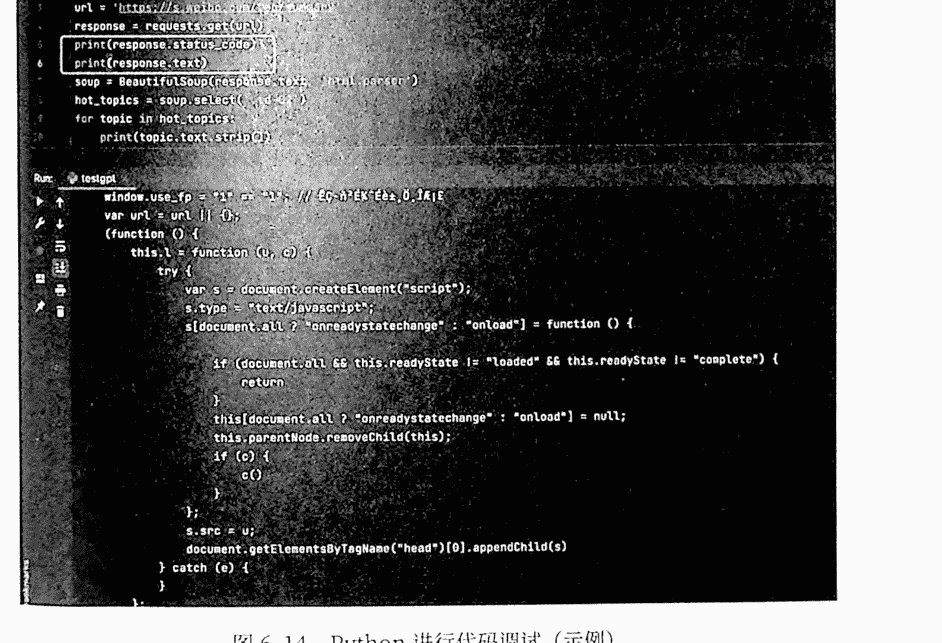 url = 'https://s.weibo.com/top/summary
response = requests.get(url)
print(response.status_code)
6 print(response.text)
soup = BeautifulSoup(response.text, 'html.parser')
hot_topics = soup.select(
for topic in hot_topics:
print(topic.text.strip())
Run: testgpt
window.use_fp = "1" == "1"; //
var url = url || {};
(function () {
this.l = function (u, c) {
try {
var s = document.createElement("script");
s.type = "text/javascript";
s[document.all ? "onreadystatechange" : "onload"] = function () {
if (document.all && this.readyState != "loaded" && this.readyState != "complete") {
return
}
this[document.all ? "onreadystatechange" : "onload"] = null;
this.parentNode.removeChild(this);
if (c) {
c()
}
};
s.src = u;
document.getElementsByTagName("head")[0].appendChild(s)
} catch (e) {
}
};
图 6-14 Python 进行代码调试（示例）